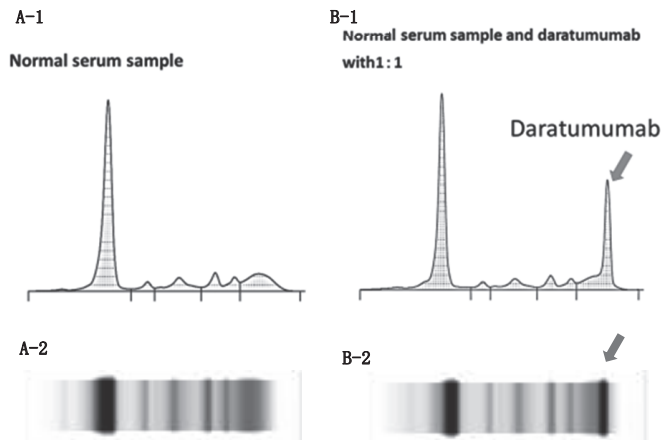 A-1
Normal serum sample
B-1
Normal serum sample and daratumumab
with1:1
Daratumumab
A-2
B-2